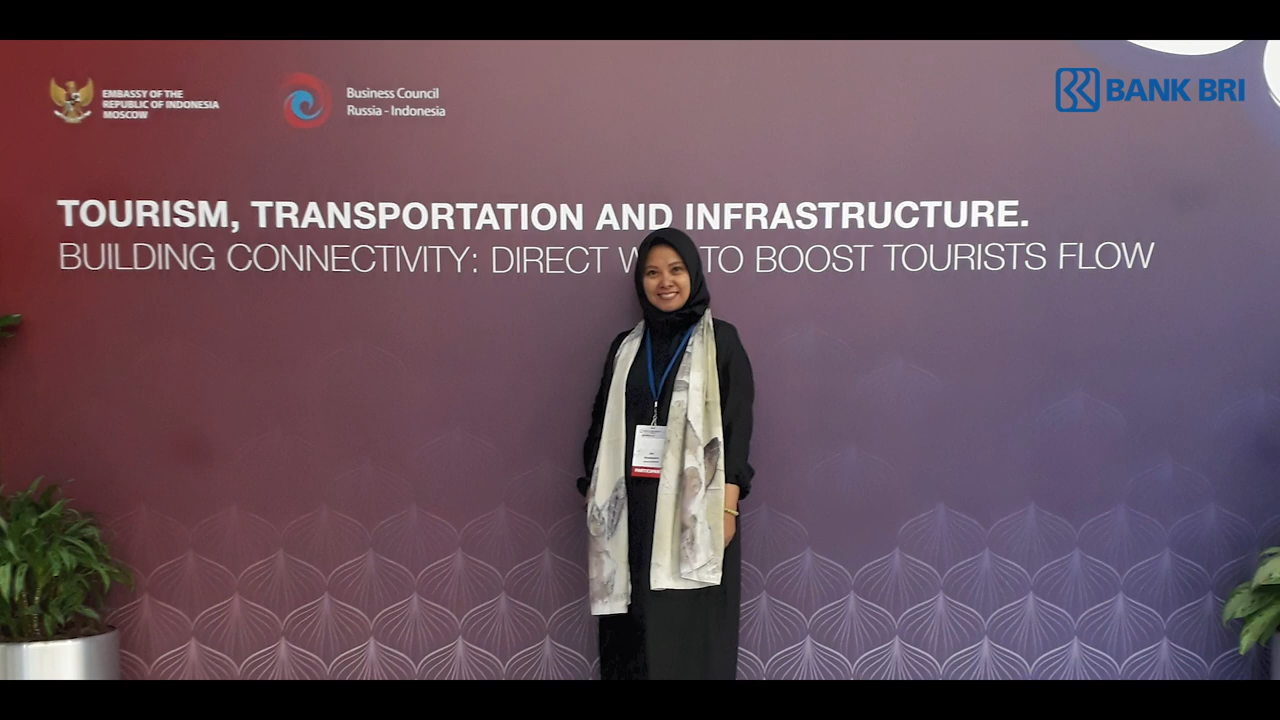 EMBASSY OF THE
REPUBLIC OF INDONESIA
MOSCOW
Business Council
Russia - Indonesia
BANK BRI
TOURISM, TRANSPORTATION AND INFRASTRUCTURE.
BUILDING CONNECTIVITY: DIRECT W TO BOOST TOURISTS FLOW